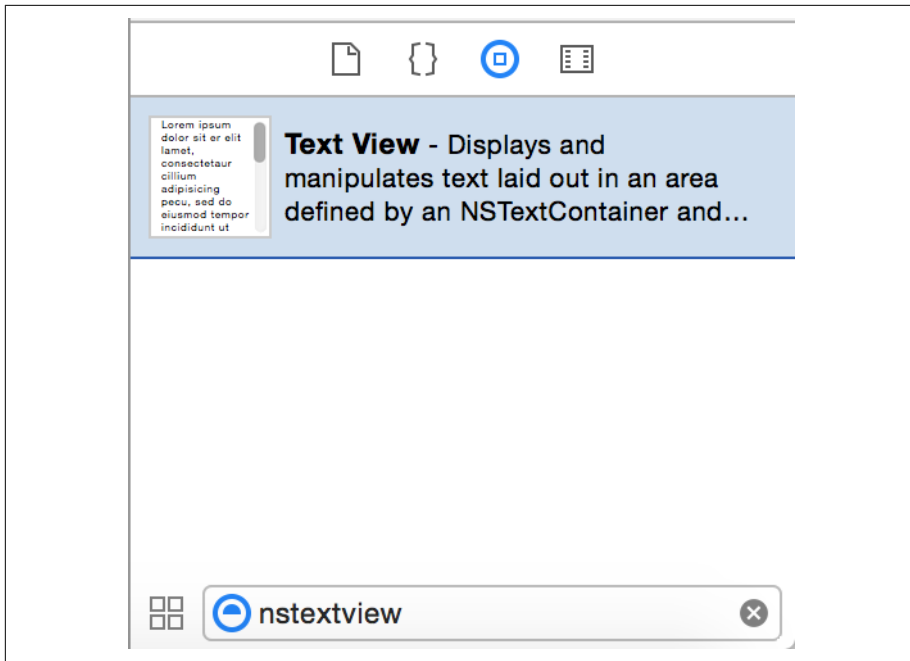 Lorem ipsum
dolor sit er elit
lamet,
consectetaur
cillium
adipisicing
pecu, sed do
eiusmod tempor
incididunt ut
Text View - Displays and
manipulates text laid out in an area
defined by an NSTextContainer and...
nstextview